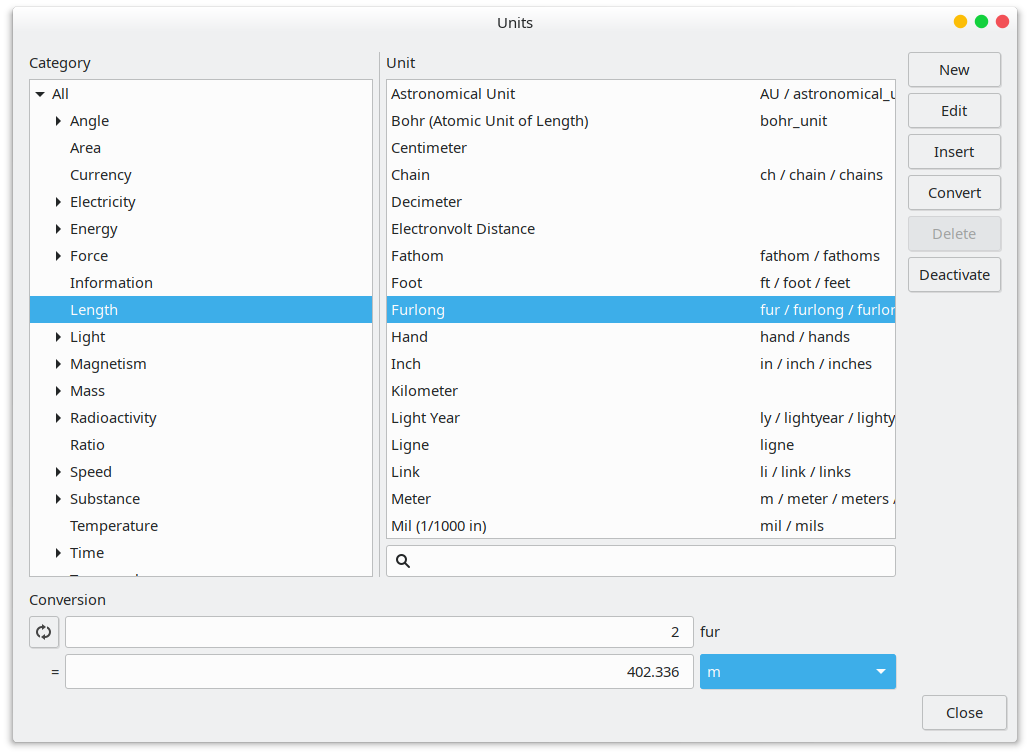 Units
Category
All
Angle
Area
Currency
Electricity
Energy
Force
Information
Length
Light
Magnetism
Mass
Radioactivity
Ratio
Speed
Substance
Temperature
Time
Unit
Astronomical Unit AU / astronomical_u
Bohr (Atomic Unit of Length) bohr_unit
Centimeter
Chain ch / chain / chains
Decimeter
Electronvolt Distance
Fathom fathom / fathoms
Foot ft / foot / feet
Furlong fur / furlong / furlon
Hand hand / hands
Inch in / inch / inches
Kilometer
Light Year ly / lightyear / lighty
Ligne ligne
Link li / link / links
Meter m / meter / meters /
Mil (1/1000 in) mil / mils
New
Edit
Insert
Convert
Delete
Deactivate
Conversion
2 fur
= 402.336 m
Close